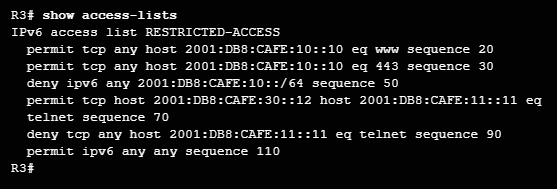 R3# show access-lists
IPv6 access list RESTRICTED-ACCESS
permit tcp any host 2001:DB8:CAFE:10::10 eq www sequence 20
permit tcp any host 2001:DB8:CAFE:10::10 eq 443 sequence 30
deny ipv6 any 2001:DB8:CAFE:10::/64 sequence 50
permit tcp host 2001:DB8:CAFE:30::12 host 2001:DB8:CAFE:11::11 eq
telnet sequence 70
deny tcp any host 2001:DB8:CAFE:11::11 eq telnet sequence 90
permit ipv6 any any sequence 110
R3#